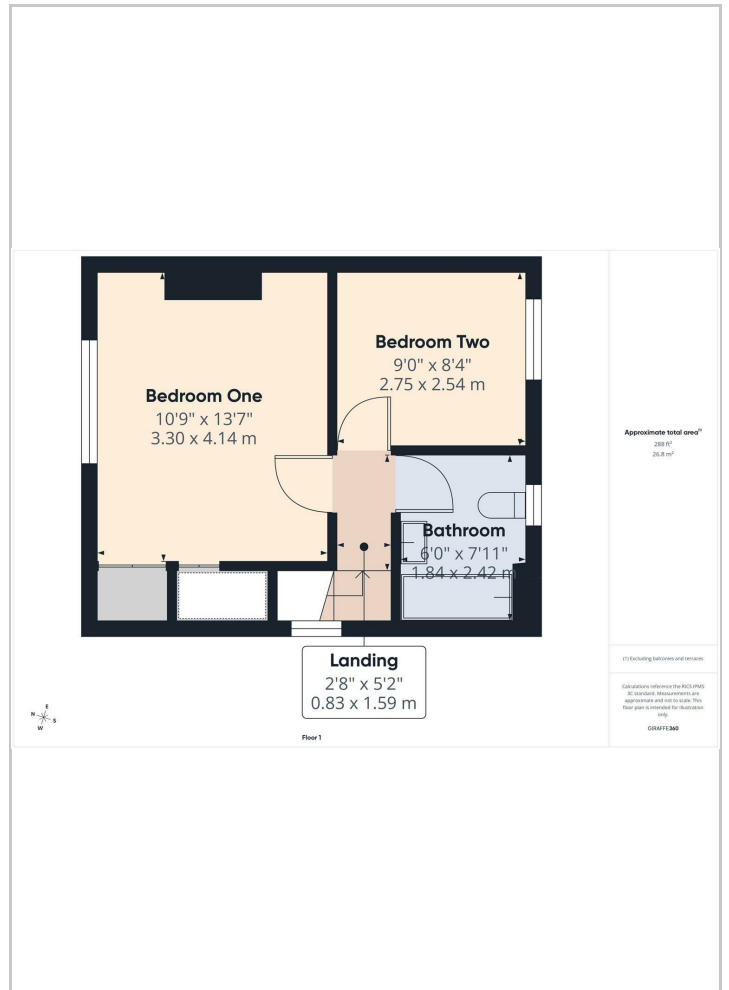 Bedroom One
10'9" x 13'7"
3.30 x 4.14 m
Bedroom Two
9'0" x 8'4"
2.75 x 2.54 m
Bathroom
6'0" x 7'11"
1.84 x 2.42 m
Landing
2'8" x 5'2"
0.83 x 1.59 m
Floor 1
N
E
S
W
Approximate total area(1)
288 ft²
26.8 m²
(1) Excluding balconies and terraces
Calculations reference the RICS IPMS
3C standard. Measurements are
approximate and not to scale. This
floor plan is intended for illustration
only.
GIRAFFE360